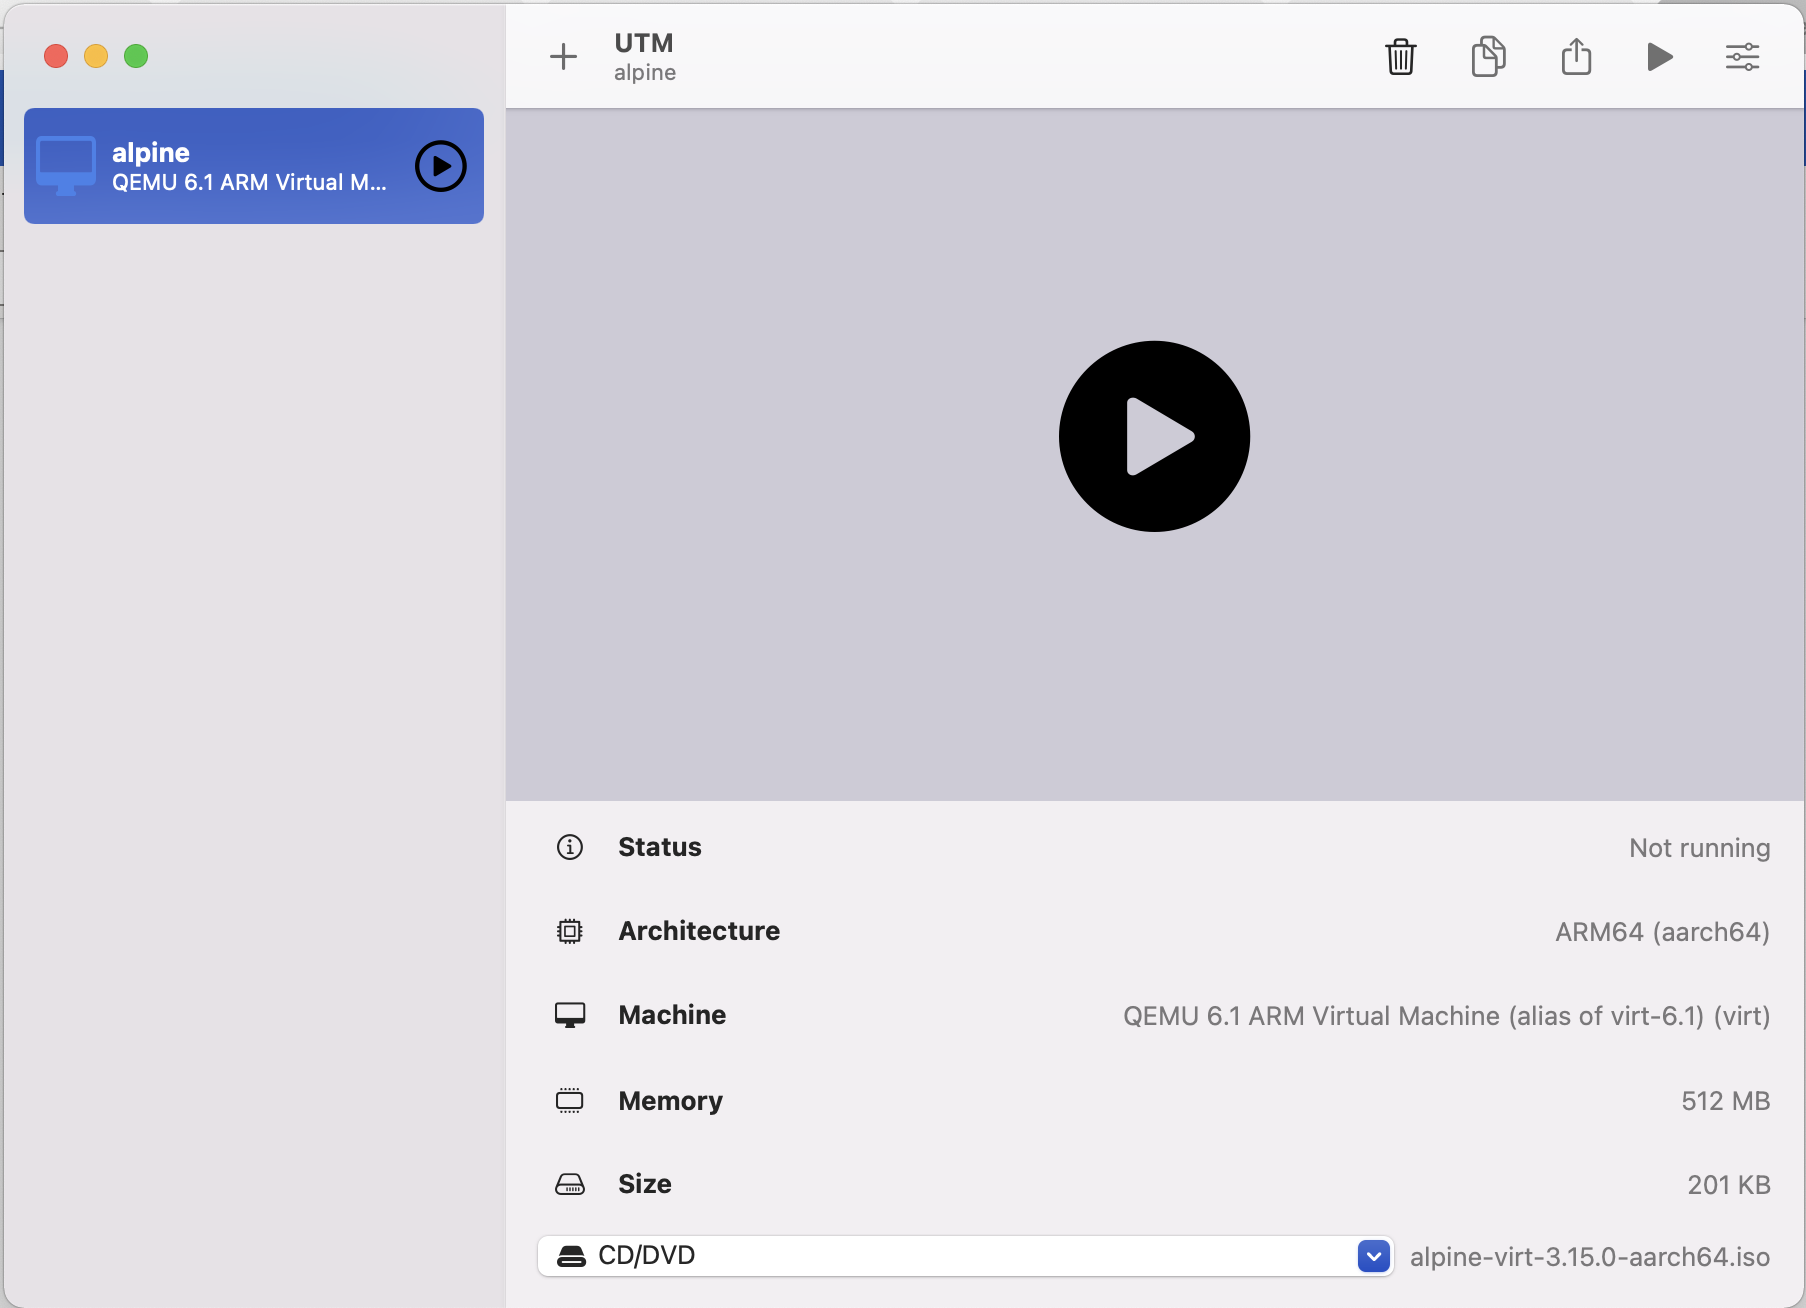 UTM
alpine
alpine
QEMU 6.1 ARM Virtual M...
Status
Not running
Architecture
ARM64 (aarch64)
Machine
QEMU 6.1 ARM Virtual Machine (alias of virt-6.1) (virt)
Memory
512 MB
Size
201 KB
CD/DVD
alpine-virt-3.15.0-aarch64.iso